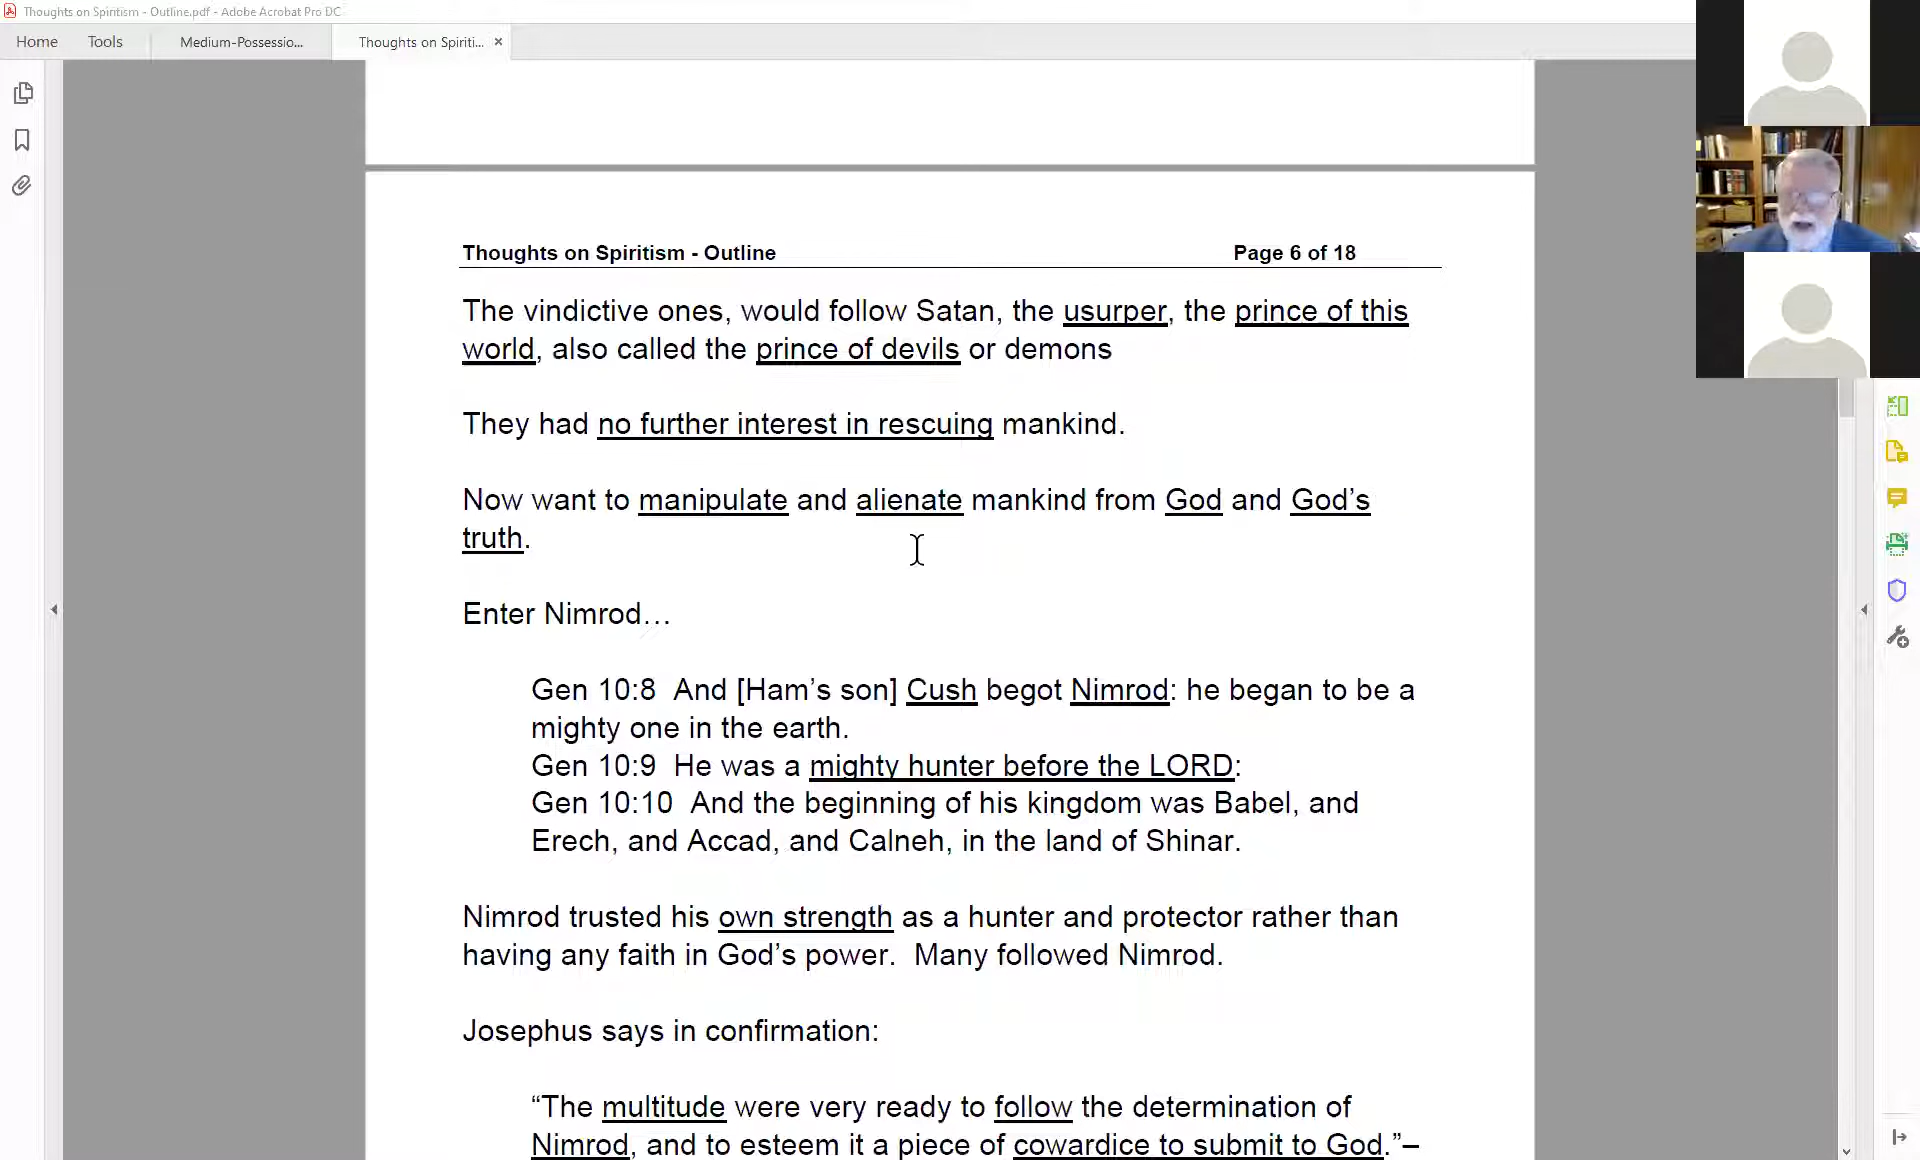 Thoughts on Spiritism - Outline.pdf - Adobe Acrobat Pro DC
Home Tools Medium-Possessio... Thoughts on Spiriti... ×
Thoughts on Spiritism - Outline Page 6 of 18
The vindictive ones, would follow Satan, the usurper, the prince of this
world, also called the prince of devils or demons
They had no further interest in rescuing mankind.
Now want to manipulate and alienate mankind from God and God’s
truth.
Enter Nimrod…
Gen 10:8 And [Ham’s son] Cush begot Nimrod: he began to be a
mighty one in the earth.
Gen 10:9 He was a mighty hunter before the LORD:
Gen 10:10 And the beginning of his kingdom was Babel, and
Erech, and Accad, and Calneh, in the land of Shinar.
Nimrod trusted his own strength as a hunter and protector rather than
having any faith in God’s power. Many followed Nimrod.
Josephus says in confirmation:
“The multitude were very ready to follow the determination of
Nimrod, and to esteem it a piece of cowardice to submit to God.”–